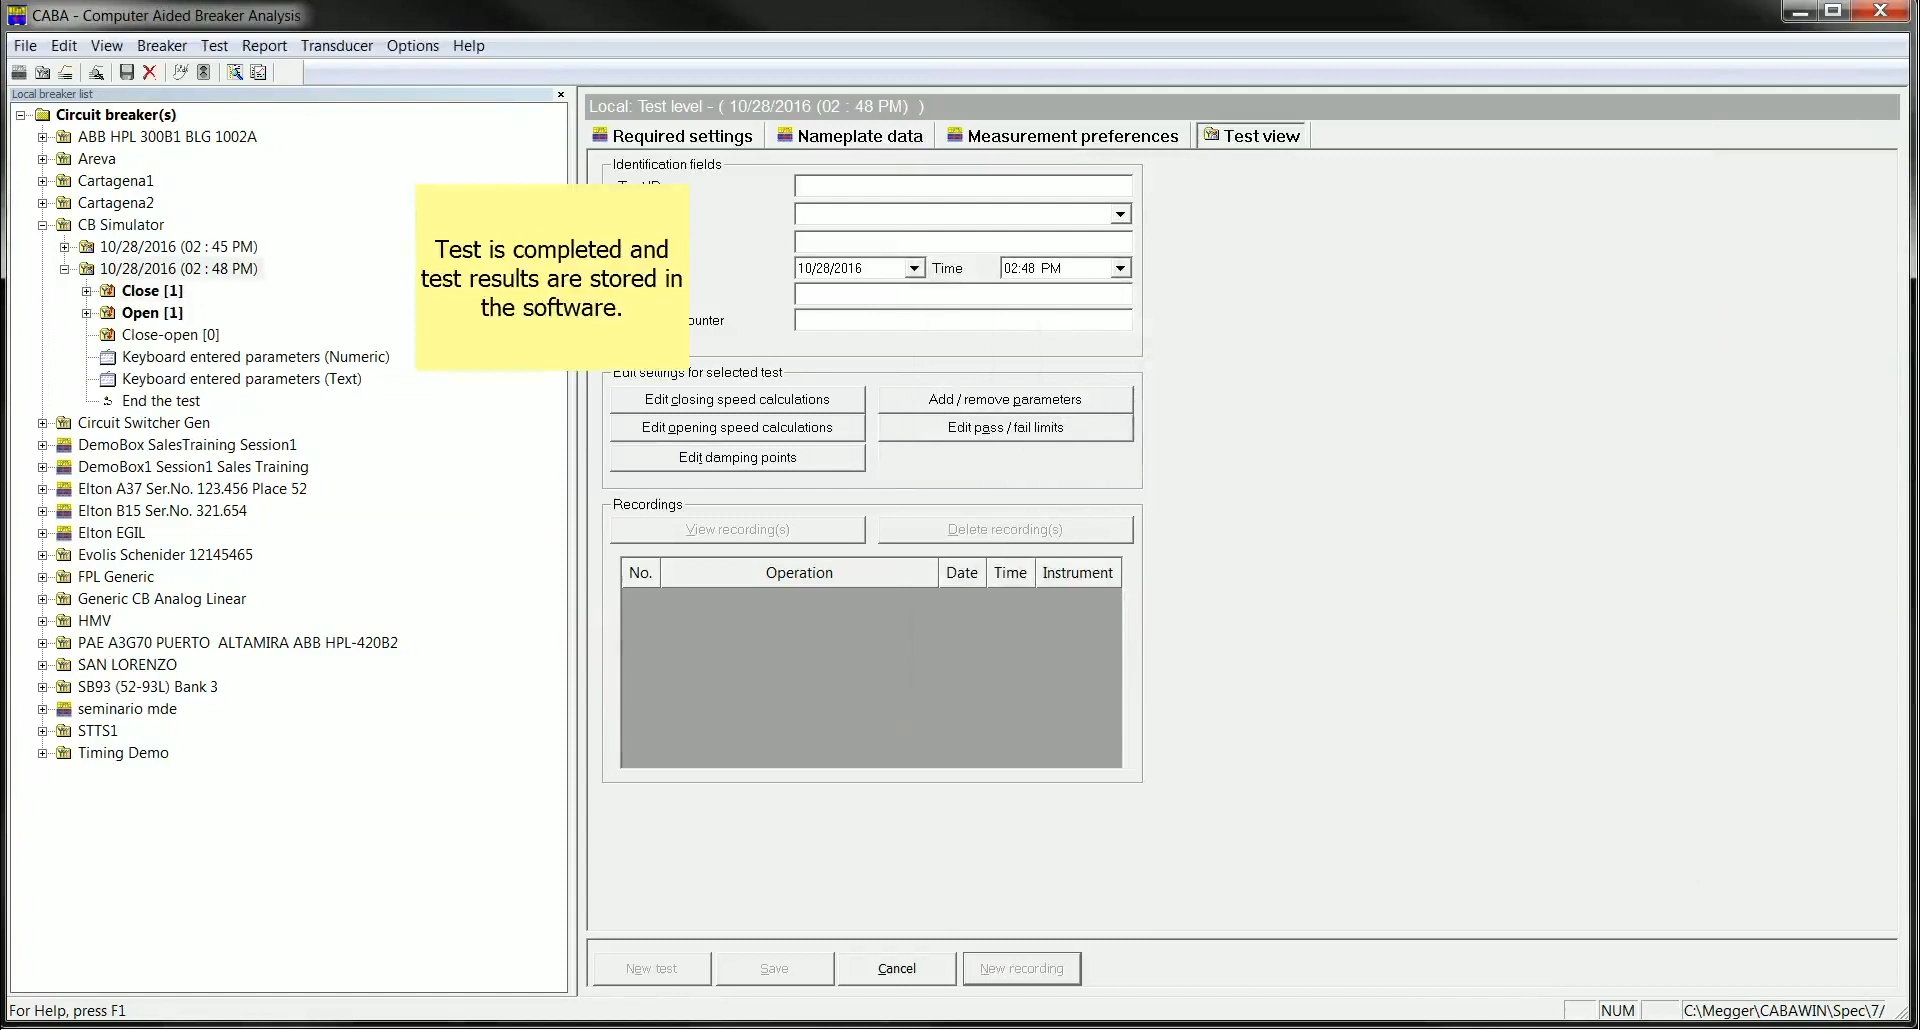 CABA - Computer Aided Breaker Analysis
File Edit View Breaker Test Report Transducer Options Help
Local breaker list
Circuit breaker(s)
ABB HPL 300B1 BLG 1002A
Areva
Cartagena1
Cartagena2
CB Simulator
10/28/2016 (02 : 45 PM)
10/28/2016 (02 : 48 PM)
Close [1]
Open [1]
Close-open [0]
Keyboard entered parameters (Numeric)
Keyboard entered parameters (Text)
End the test
Circuit Switcher Gen
DemoBox SalesTraining Session1
DemoBox1 Session1 Sales Training
Elton A37 Ser.No. 123.456 Place 52
Elton B15 Ser.No. 321.654
Elton EGIL
Evolis Schenider 12145465
FPL Generic
Generic CB Analog Linear
HMV
PAE A3G70 PUERTO ALTAMIRA ABB HPL-420B2
SAN LORENZO
SB93 (52-93L) Bank 3
seminario mde
STTS1
Timing Demo
Test is completed and
test results are stored in
the software.
Local: Test level - ( 10/28/2016 (02 : 48 PM) )
Required settings Nameplate data Measurement preferences Test view
Identification fields
10/28/2016 Time 02:48 PM
ounter
Edit settings for selected test
Edit closing speed calculations Add / remove parameters
Edit opening speed calculations Edit pass / fail limits
Edit damping points
Recordings
View recording(s) Delete recording(s)
No. Operation Date Time Instrument
New test Save Cancel New recording
For Help, press F1
NUM C:\Megger\CABAWIN\Spec\7/